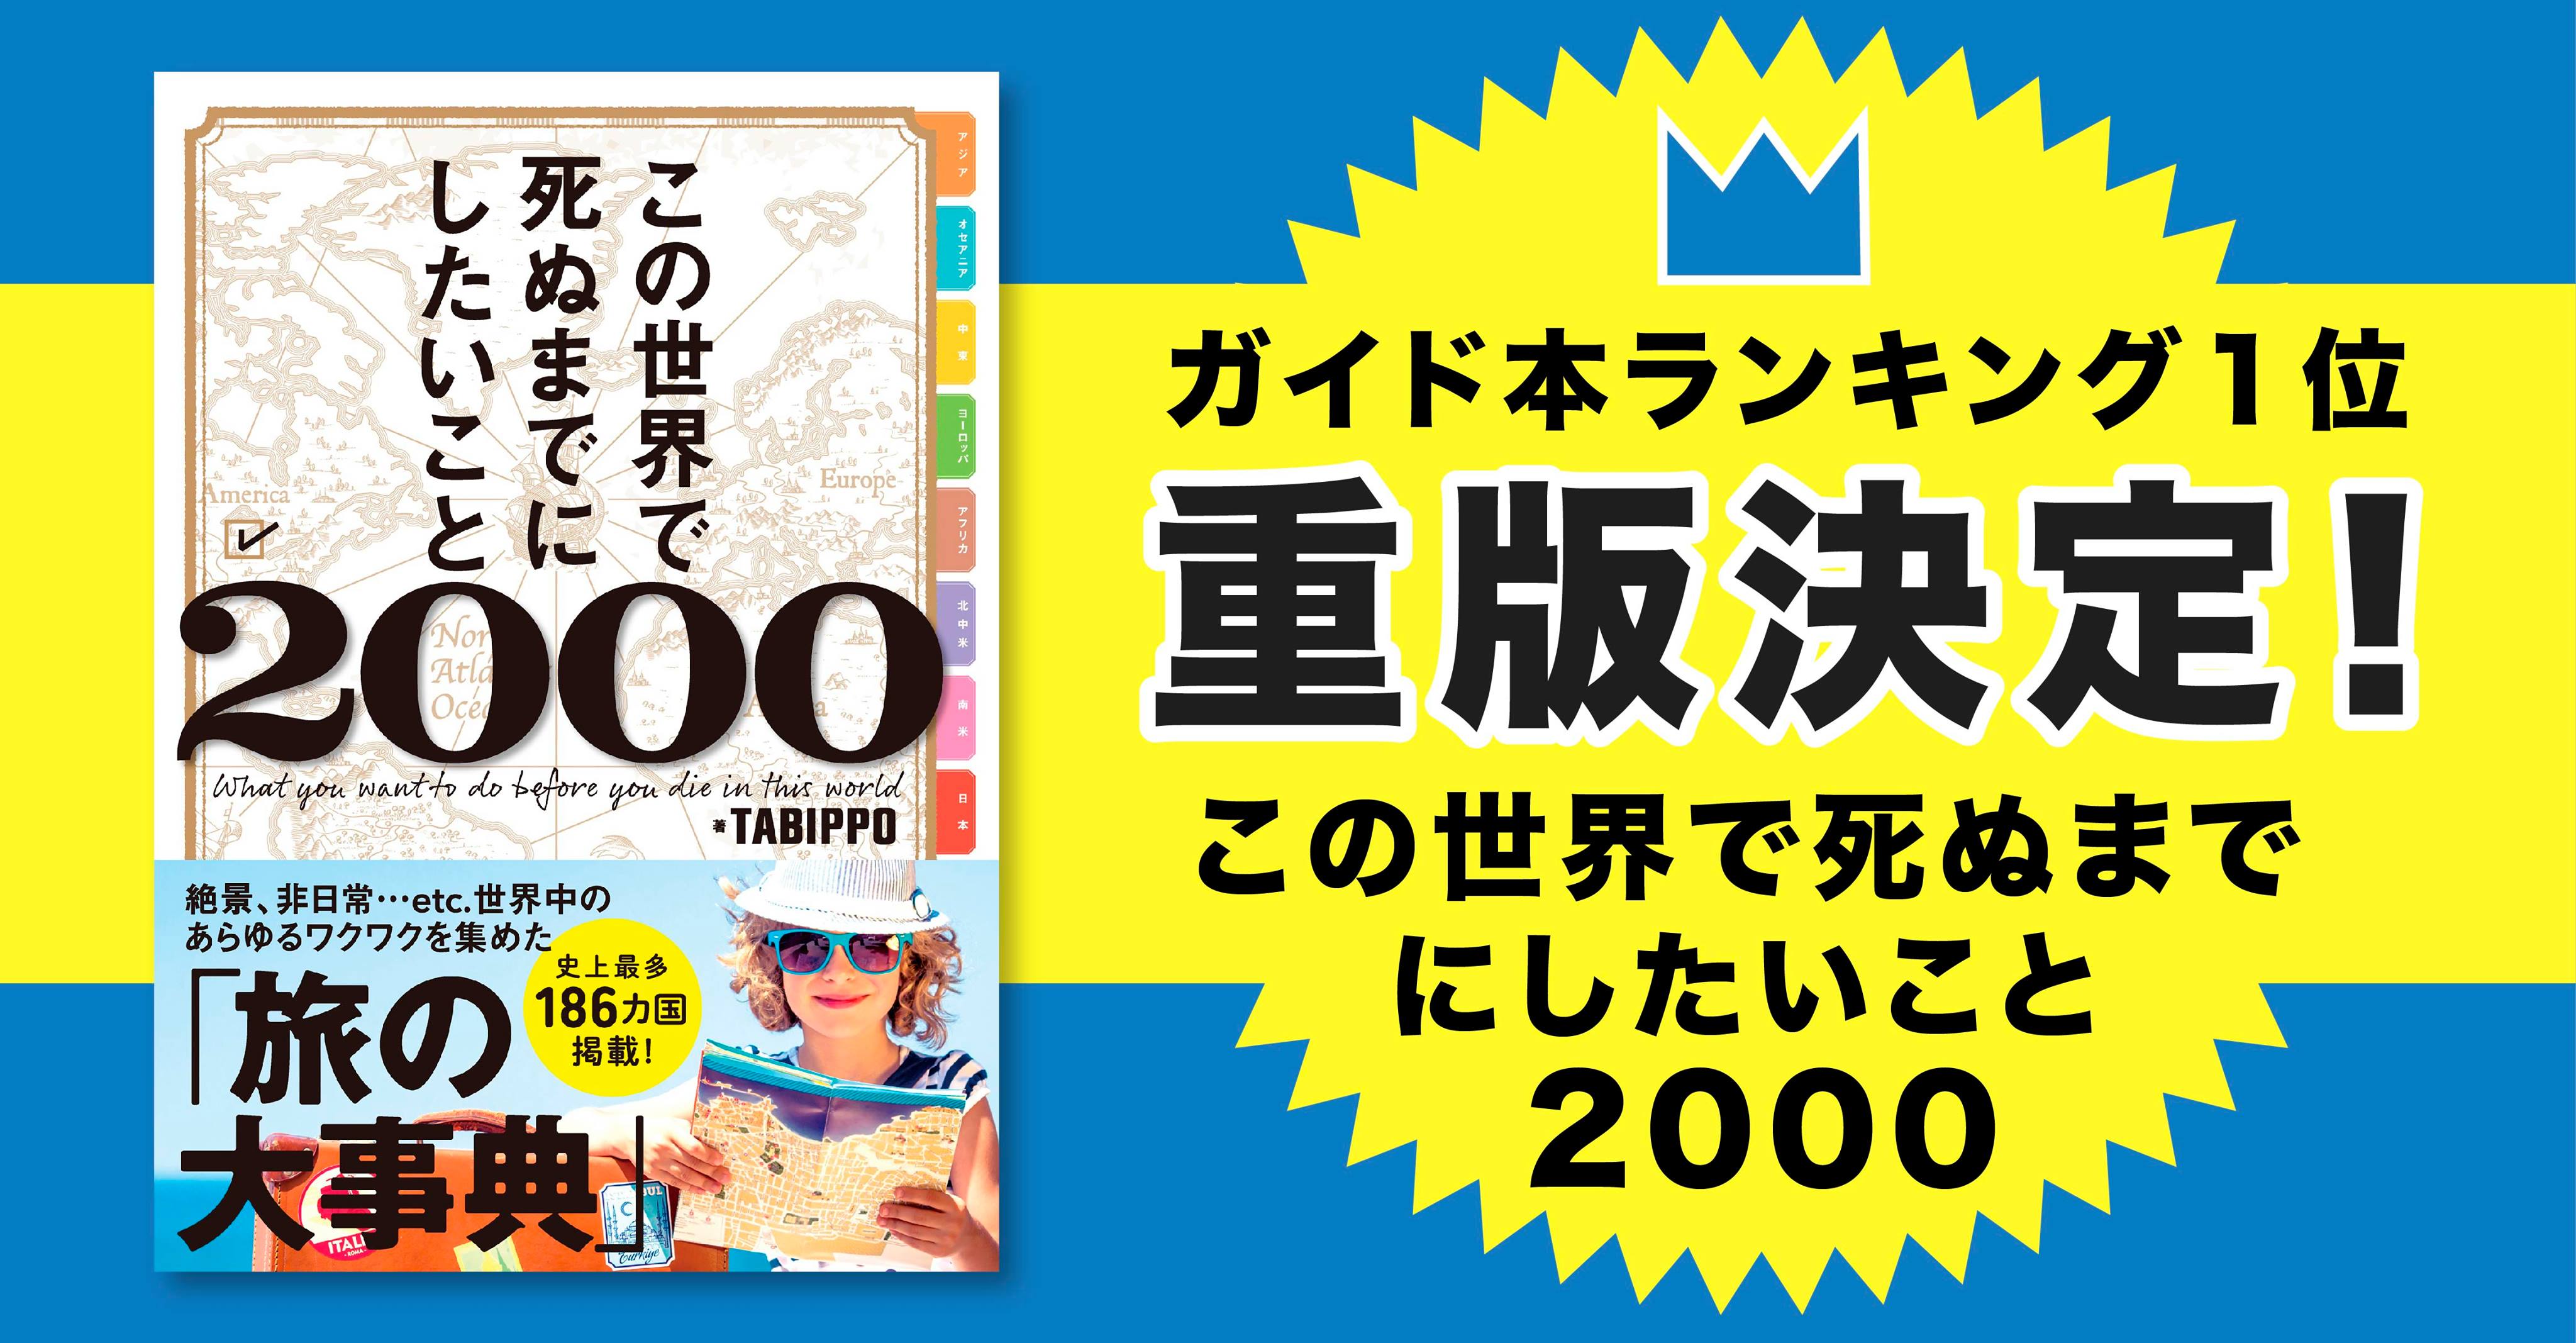 この世界で
死ぬまでに
したいこと
2000
What you want to do before you die in this world
著 TABIPPO
America
Europe
アジア
オセアニア
中東
ヨーロッパ
アフリカ
北中米
南米
日本
絶景、非日常…etc.世界中の
あらゆるワクワクを集めた
「旅の
大事典」
史上最多
186カ国
掲載!
ガイド本ランキング1位
重版決定!
この世界で死ぬまで
にしたいこと
2000